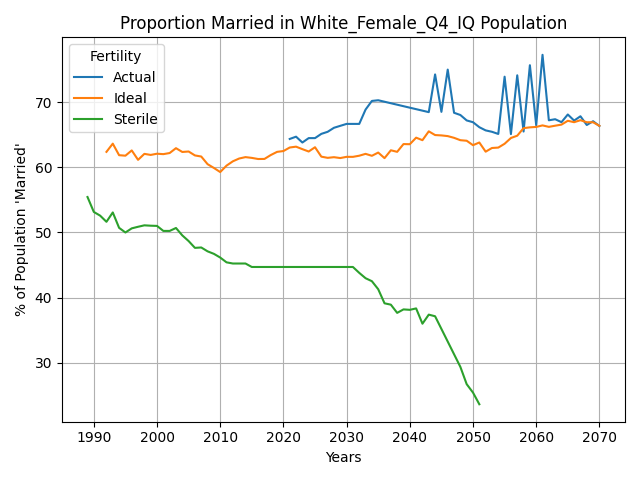 Proportion Married in White_Female_Q4_IQ Population
Fertility
Actual
Ideal
Sterile
% of Population 'Married'
70
60
50
40
30
1990 2000 2010 2020 2030 2040 2050 2060 2070
Years